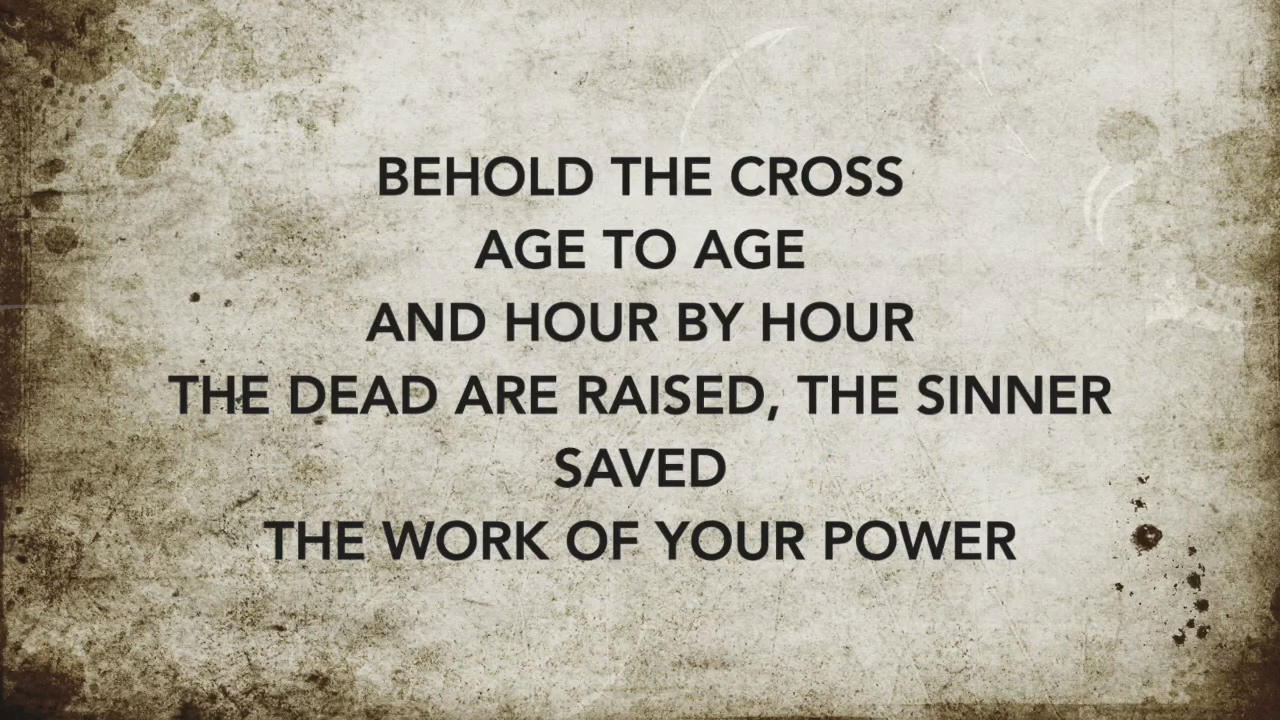 BEHOLD THE CROSS
AGE TO AGE
AND HOUR BY HOUR
THE DEAD ARE RAISED, THE SINNER
SAVED
THE WORK OF YOUR POWER